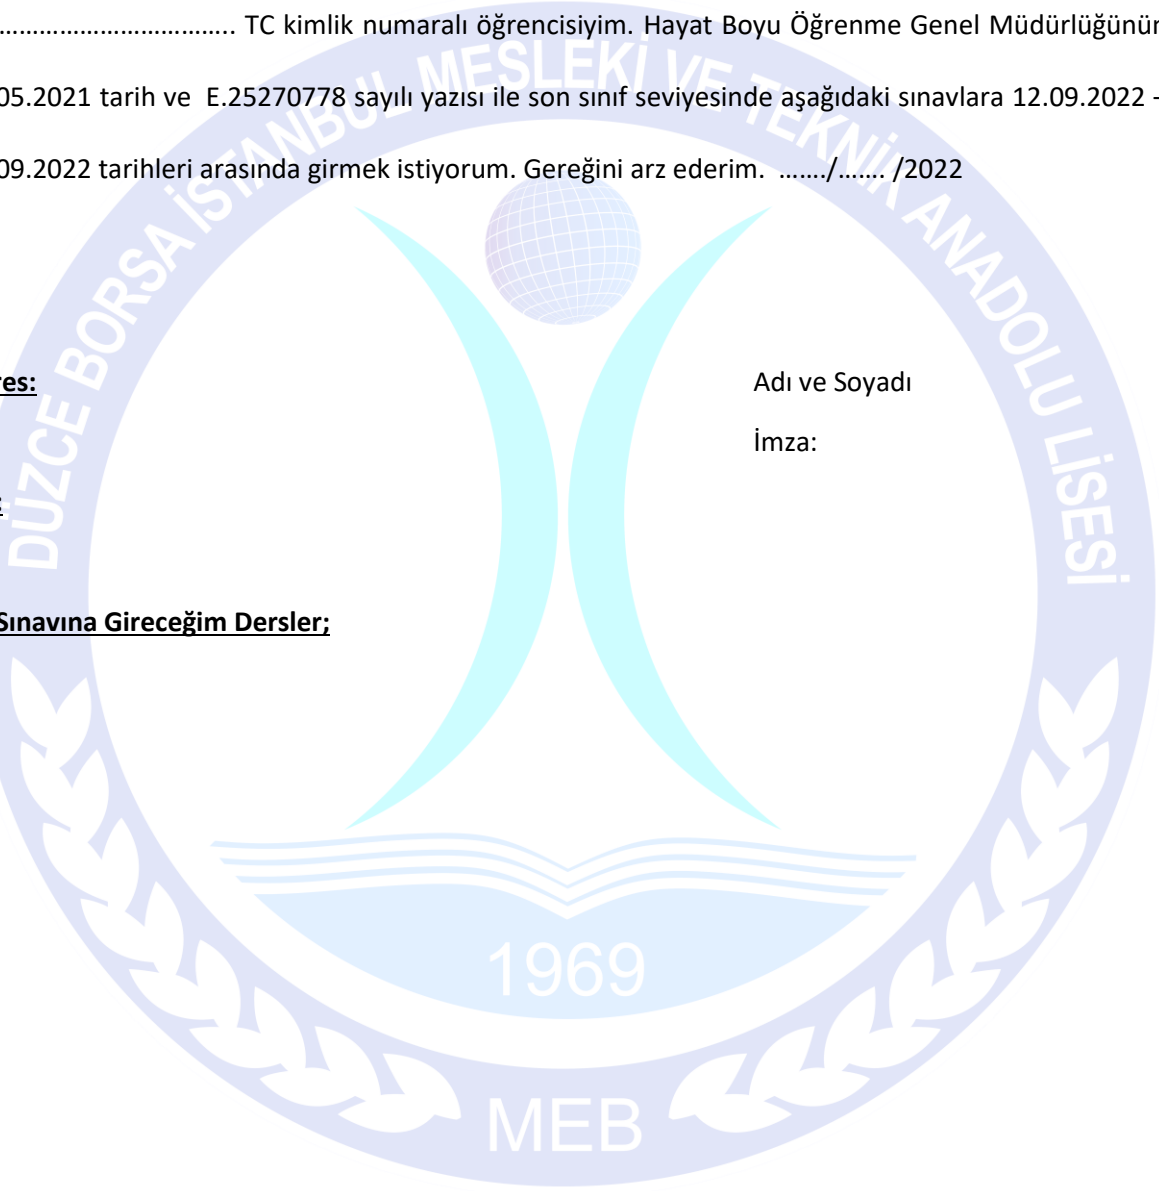 ……………………………….. TC kimlik numaralı öğrencisiyim. Hayat Boyu Öğrenme Genel Müdürlüğünün
05.2021 tarih ve E.25270778 sayılı yazısı ile son sınıf seviyesinde aşağıdaki sınavlara 12.09.2022 -
09.2022 tarihleri arasında girmek istiyorum. Gereğini arz ederim. ……./……. /2022
res:
Adı ve Soyadı
İmza:
:
Sınavına Gireceğim Dersler;
DÜZCE BORSA İSTANBUL MESLEKİ VE TEKNİK ANADOLU LİSESİ
1969
MEB